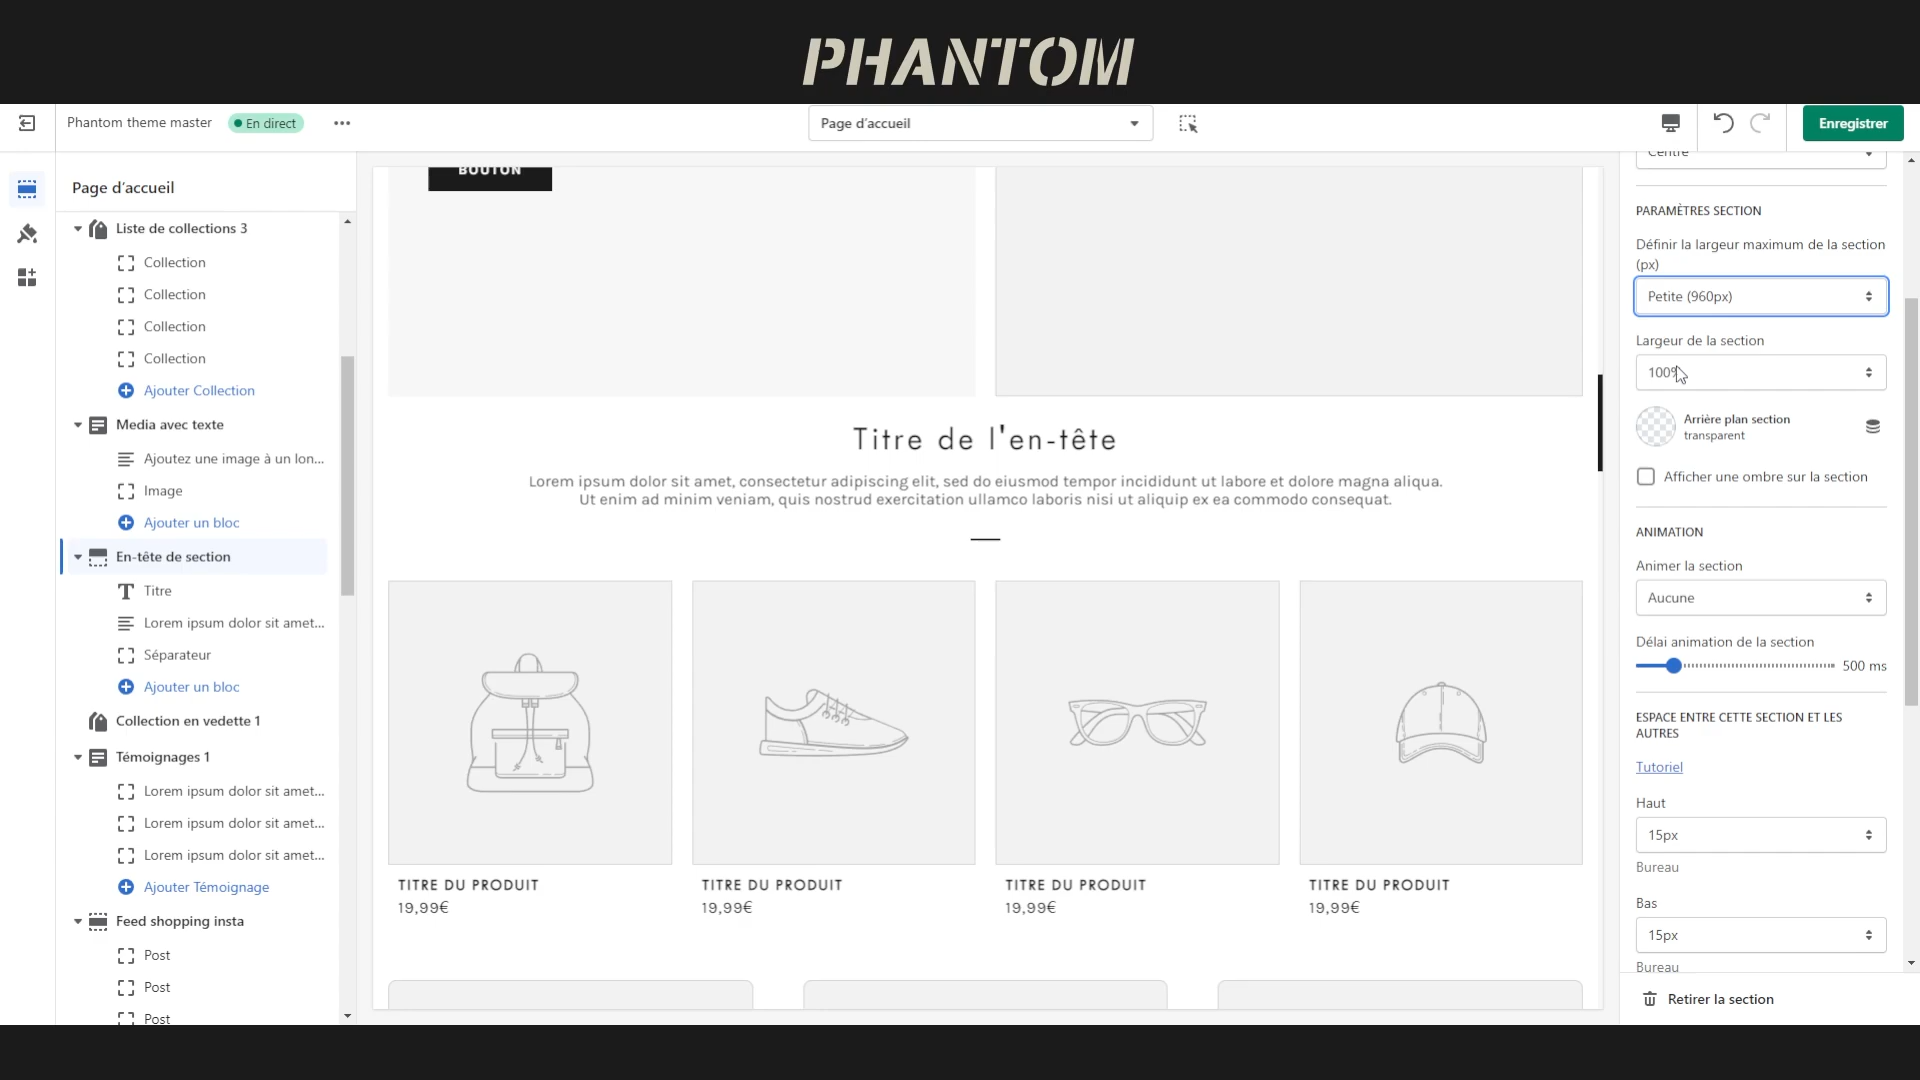 PHANTOM
Phantom theme master
En direct
Page d'accueil
Enregistrer
Page d'accueil
Liste de collections 3
Collection
Collection
Collection
Collection
Ajouter Collection
Media avec texte
Ajoutez une image à un lon...
Image
Ajouter un bloc
En-tête de section
Titre
Lorem ipsum dolor sit amet...
Séparateur
Ajouter un bloc
Collection en vedette 1
Témoignages 1
Lorem ipsum dolor sit amet...
Lorem ipsum dolor sit amet...
Lorem ipsum dolor sit amet...
Ajouter Témoignage
Feed shopping insta
Post
Post
Post
BOUTON
Titre de l'en-tête
Lorem ipsum dolor sit amet, consectetur adipiscing elit, sed do eiusmod tempor incididunt ut labore et dolore magna aliqua.
Ut enim ad minim veniam, quis nostrud exercitation ullamco laboris nisi ut aliquip ex ea commodo consequat.
TITRE DU PRODUIT
19,99€
TITRE DU PRODUIT
19,99€
TITRE DU PRODUIT
19,99€
TITRE DU PRODUIT
19,99€
Centre
PARAMÈTRES SECTION
Définir la largeur maximum de la section
(px)
Petite (960px)
Largeur de la section
100%
Arrière plan section
transparent
Afficher une ombre sur la section
ANIMATION
Animer la section
Aucune
Délai animation de la section
500 ms
ESPACE ENTRE CETTE SECTION ET LES
AUTRES
Tutoriel
Haut
15px
Bureau
Bas
15px
Bureau
Retirer la section